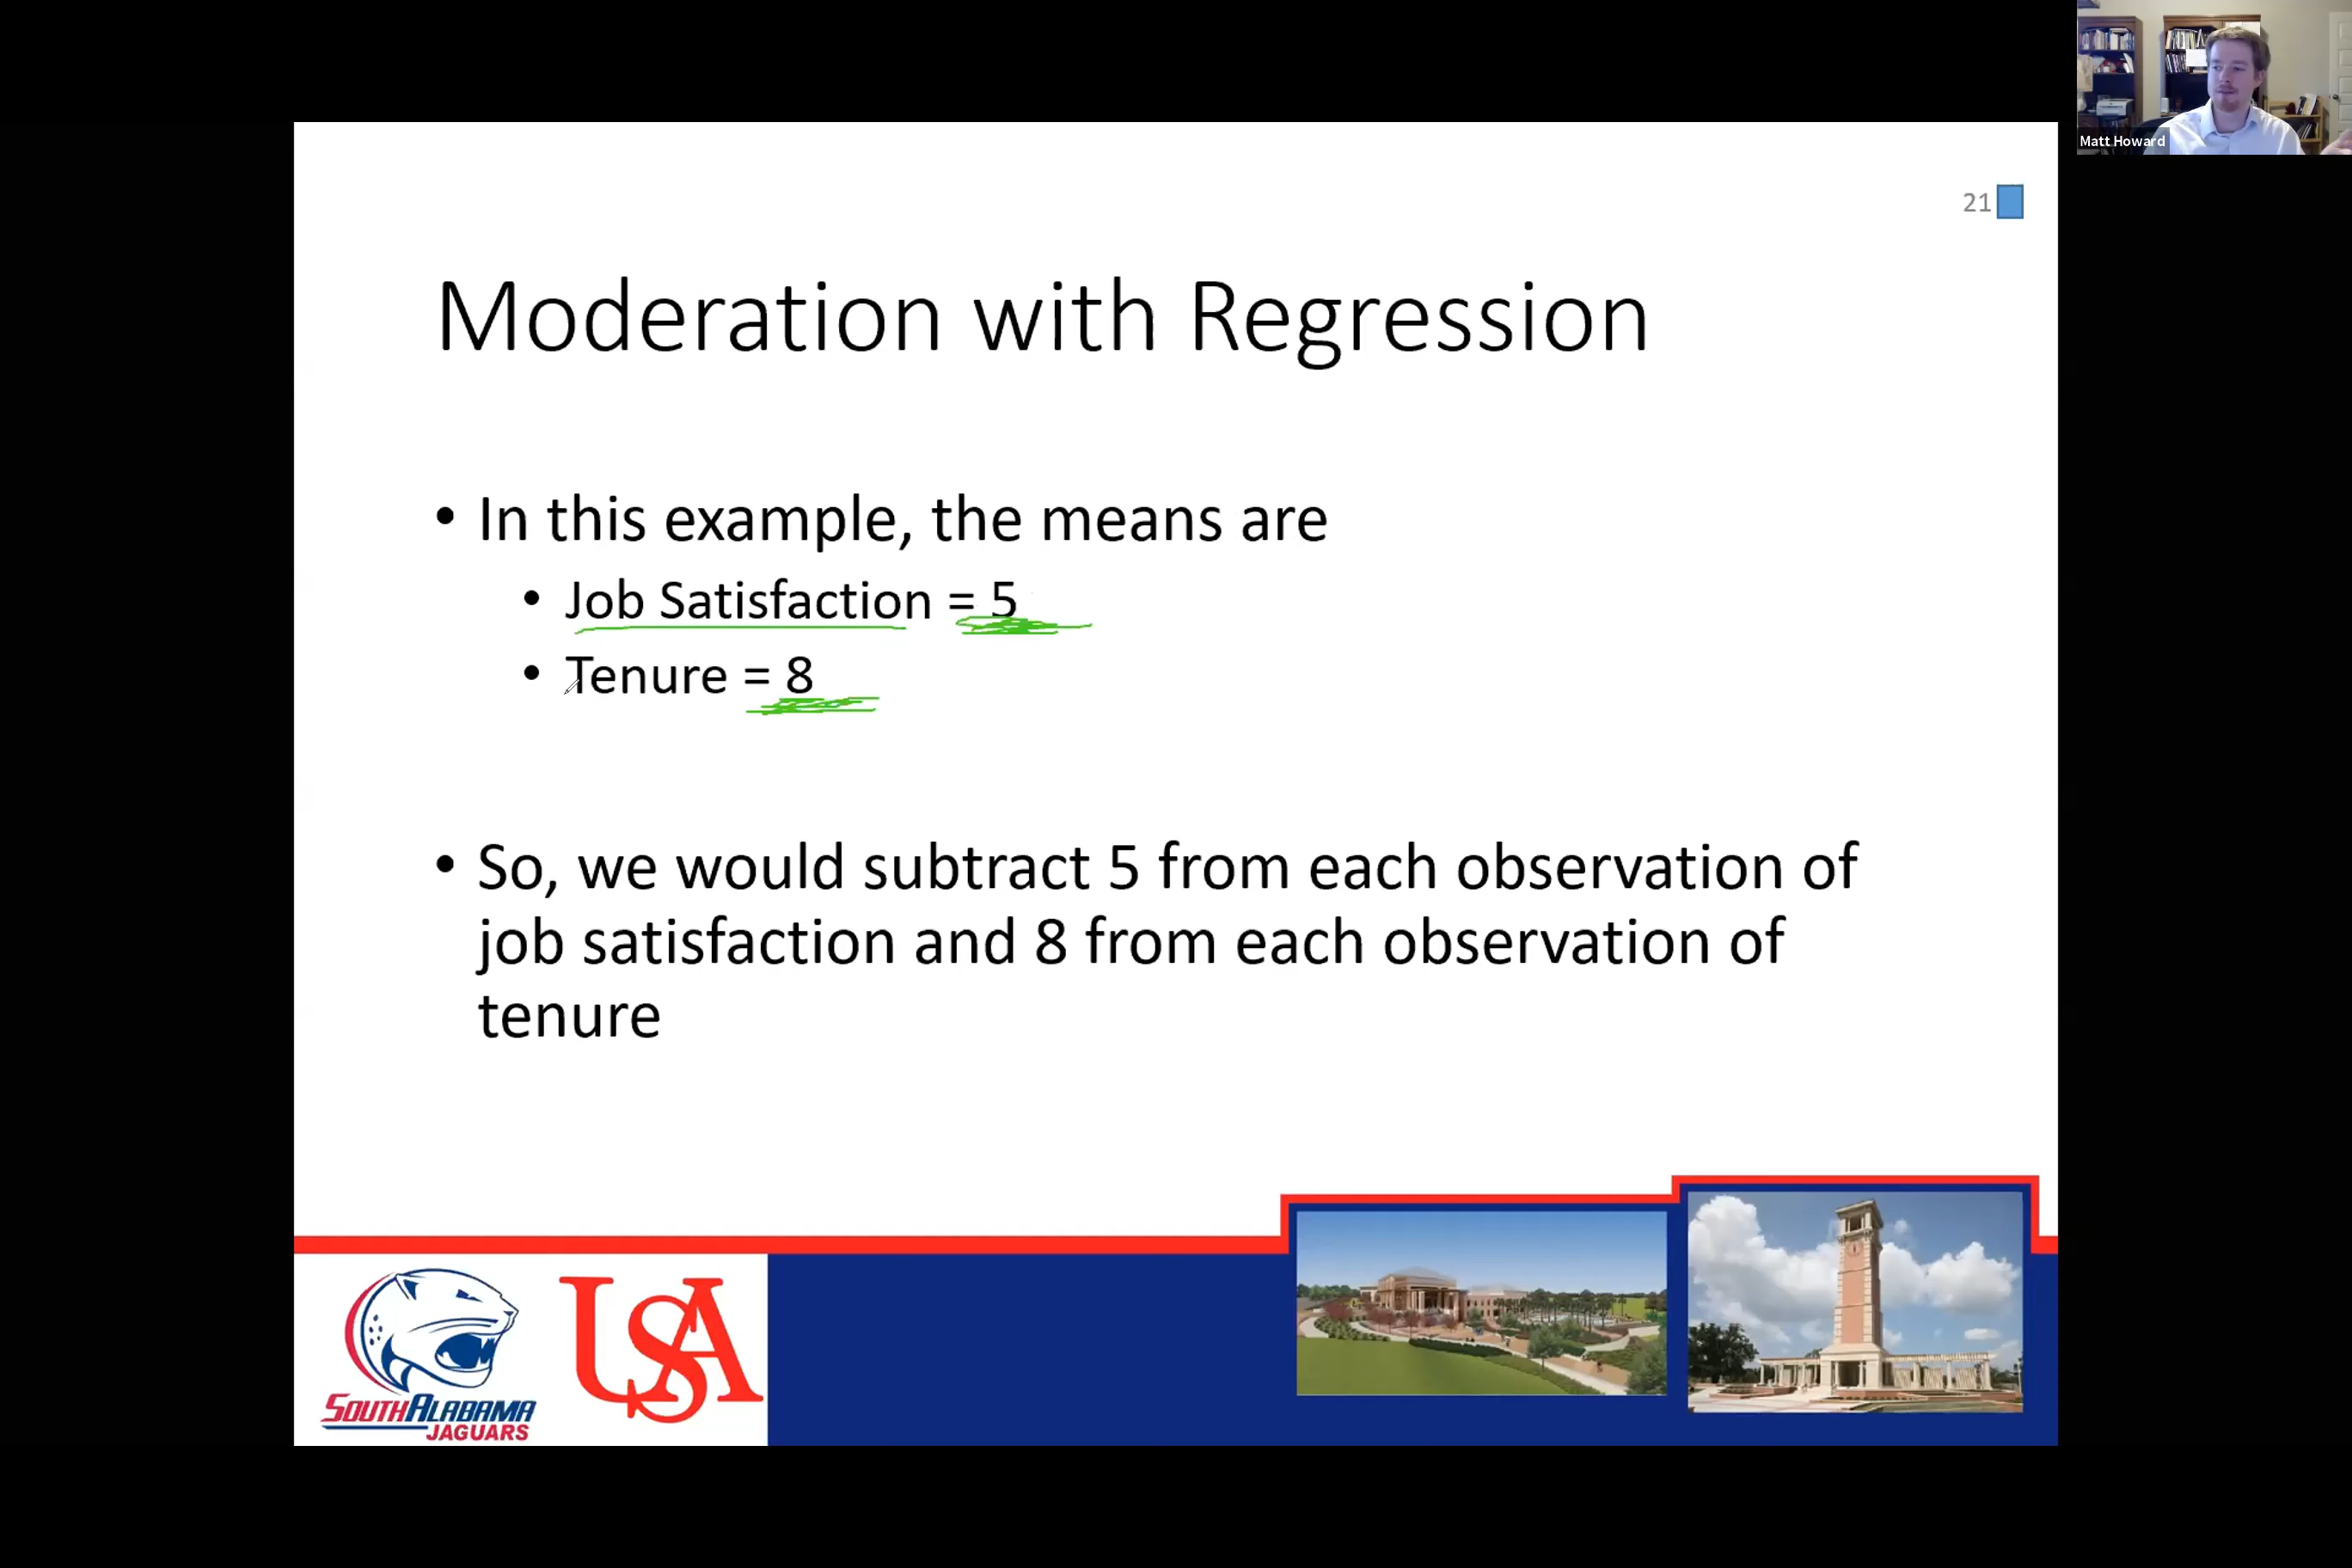 Matt Howard
21
Moderation with Regression
• In this example, the means are
• Job Satisfaction = 5
• Tenure = 8
• So, we would subtract 5 from each observation of
job satisfaction and 8 from each observation of
tenure
SOUTH ALABAMA
JAGUARS
USA